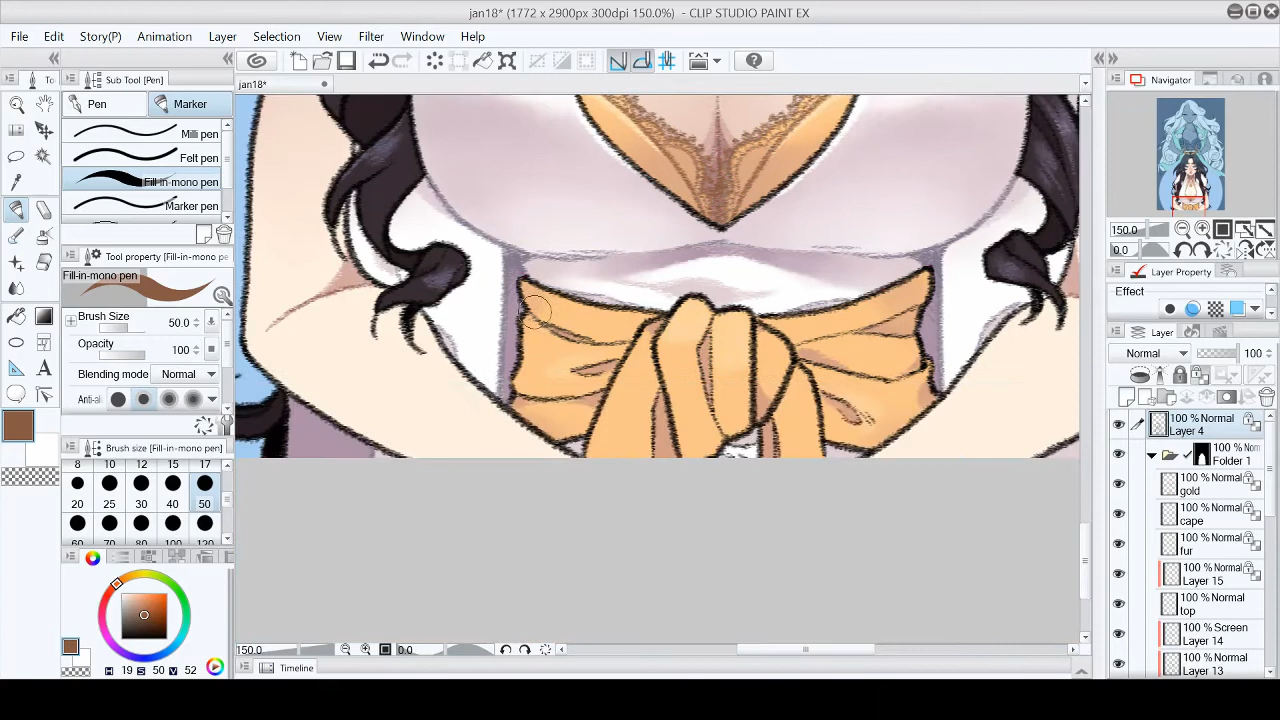 jan18* (1772 x 2900px 300dpi 150.0%) - CLIP STUDIO PAINT EX
File Edit Story(P) Animation Layer Selection View Filter Window Help
To
Sub Tool [Pen]
jan18*
Navigator
Pen
Marker
Milli pen
Felt pen
Fill-in-mono pen
Marker pen
150.0
0.0
Tool property [Fill-in-mono pe
Fill-in-mono pen
Layer Property
Effect
Brush Size 50.0
Opacity 100
Layer
Blending mode Normal
Normal 100
Anti-al
Brush size [Fill-in-mono pen]
8 10 12 15 17
20 25 30 40 50
60 70 80 100 120
100 % Normal
Layer 4
100 % Norm
Folder 1
100 % Normal
gold
100 % Normal
cape
100 % Normal
fur
100 % Normal
Layer 15
100 % Normal
top
100 % Screen
Layer 14
100 % Normal
Layer 13
150.0 0.0
H 19 S 50 V 52
Timeline